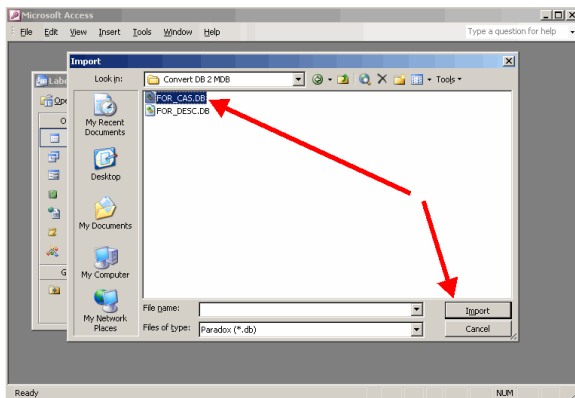 Microsoft Access
File Edit View Insert Tools Window Help
Type a question for help
Import
Look in: Convert DB 2 MDB Tools
Labe
Ope
O
G
My Recent
Documents
Desktop
My Documents
My Computer
My Network
Places
FOR_CAS.DB
FOR_DESC.DB
File name:
Import
Files of type: Paradox (*.db)
Cancel
Ready
NUM